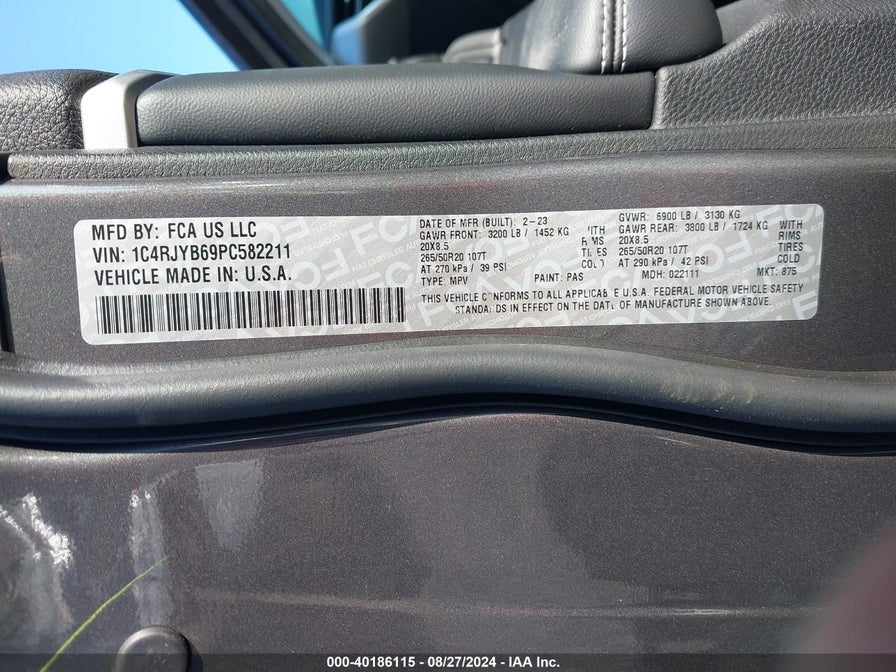 MFD BY: FCA US LLC
VIN: 1C4RJYB69PC582211
VEHICLE MADE IN: U.S.A.
DATE OF MFR (BUILT): 2-23
GAWR FRONT: 3200 LB / 1452 KG WITH
20X8.5 RIMS
265/50R20 107T TIRES
AT 270 kPa / 39 PSI COLD
TYPE: MPV PAINT: PAS
GVWR: 6900 LB / 3130 KG
GAWR REAR: 3800 LB / 1724 KG WITH
20X8.5 RIMS
265/50R20 107T TIRES
AT 290 kPa / 42 PSI COLD
MDH: 022111 MKT: 875
THIS VEHICLE CONFORMS TO ALL APPLICABLE U.S.A. FEDERAL MOTOR VEHICLE SAFETY
STANDARDS IN EFFECT ON THE DATE OF MANUFACTURE SHOWN ABOVE.
000-40186115 - 08/27/2024 - IAA Inc.